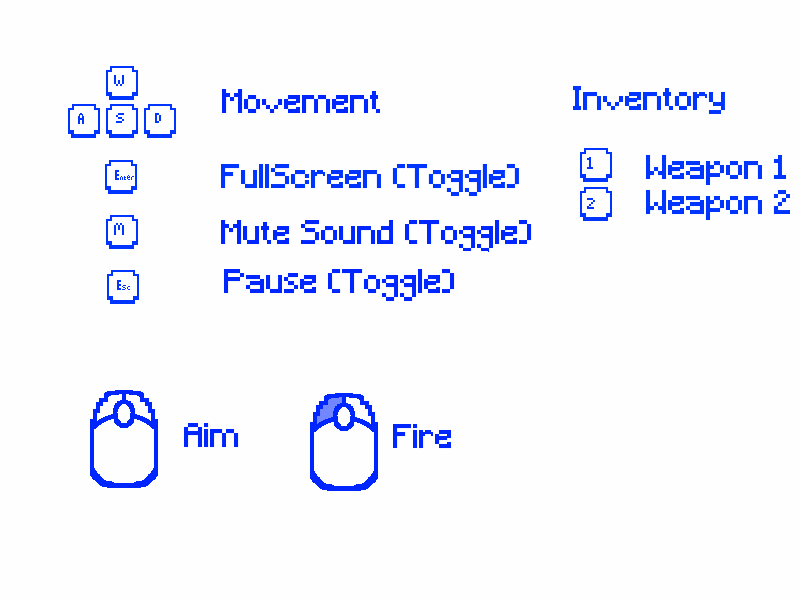 W
A S D
Movement
Enter
FullScreen (Toggle)
M
Mute Sound (Toggle)
Esc
Pause (Toggle)
Inventory
1
Weapon 1
2
Weapon 2
Aim
Fire